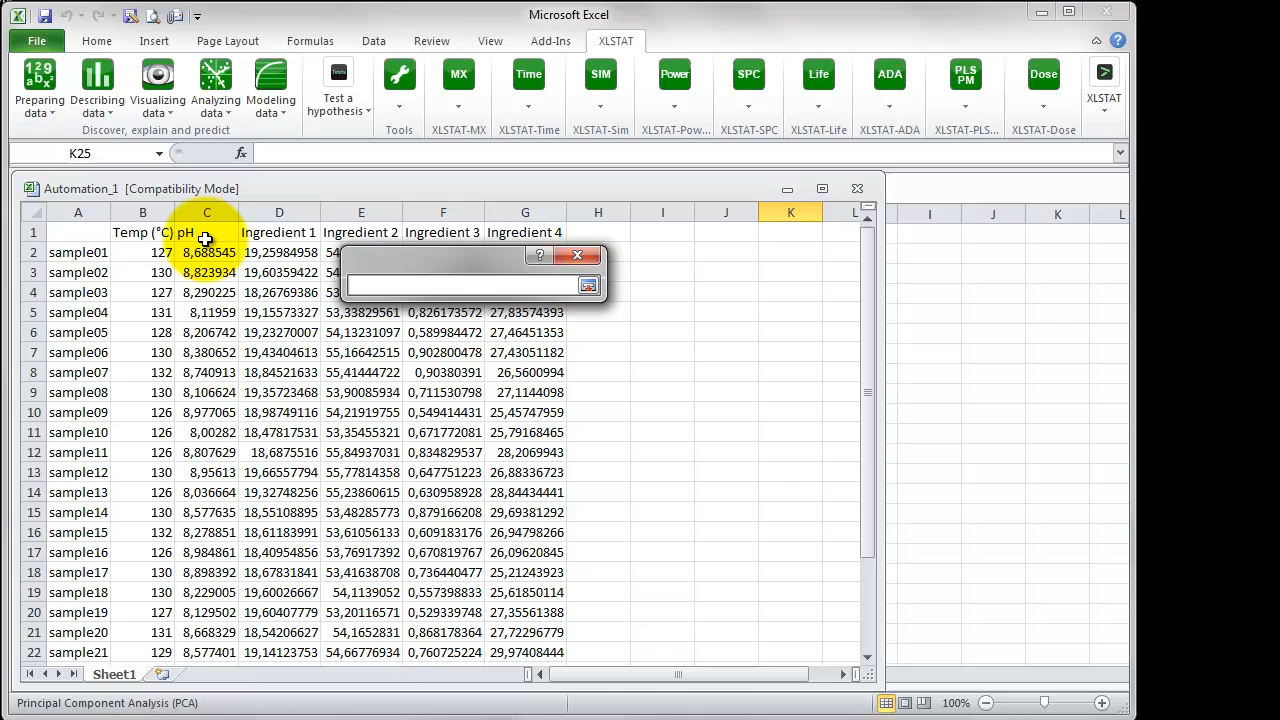 Microsoft Excel
File Home Insert Page Layout Formulas Data Review View Add-Ins XLSTAT
Preparing data Describing data Visualizing data Analyzing data Modeling data Test a hypothesis MX Time SIM Power SPC Life ADA PLS PM Dose XLSTAT
Discover, explain and predict Tools XLSTAT-MX XLSTAT-Time XLSTAT-Sim XLSTAT-Pow... XLSTAT-SPC XLSTAT-Life XLSTAT-ADA XLSTAT-PLS... XLSTAT-Dose
K25 fx
Automation_1 [Compatibility Mode]
A B C D E F G H I J K L I J K L
1 Temp (°C) pH Ingredient 1 Ingredient 2 Ingredient 3 Ingredient 4
2 sample01 127 8,688545 19,25984958 54
3 sample02 130 8,823934 19,60359422 54
4 sample03 127 8,290225 18,26769386 53
5 sample04 131 8,11959 19,15573327 53,33829561 0,826173572 27,83574393
6 sample05 128 8,206742 19,23270007 54,13231097 0,589984472 27,46451353
7 sample06 130 8,380652 19,43404613 55,16642515 0,902800478 27,43051182
8 sample07 132 8,740913 18,84521633 55,41444722 0,90380391 26,5600994
9 sample08 130 8,106624 19,35723468 53,90085934 0,711530798 27,1144098
10 sample09 126 8,977065 18,98749116 54,21919755 0,549414431 25,45747959
11 sample10 126 8,00282 18,47817531 53,35455321 0,671772081 25,79168465
12 sample11 126 8,807629 18,6875516 55,84937031 0,834829537 28,2069943
13 sample12 130 8,95613 19,66557794 55,77814358 0,647751223 26,88336723
14 sample13 126 8,036664 19,32748256 55,23860615 0,630958928 28,84434441
15 sample14 130 8,577635 18,55108895 53,48285773 0,879166208 29,69381292
16 sample15 132 8,278851 18,61183991 53,61056133 0,609183176 26,94798266
17 sample16 126 8,984861 18,40954856 53,76917392 0,670819767 26,09620845
18 sample17 130 8,898392 18,67831841 53,41638708 0,736440477 25,21243923
19 sample18 130 8,229005 19,60026667 54,1139052 0,557398833 25,61850114
20 sample19 127 8,129502 19,60407779 53,20116571 0,529339748 27,35561388
21 sample20 131 8,668329 18,54206627 54,1652831 0,868178364 27,72296779
22 sample21 129 8,577401 19,14123753 54,66776934 0,760725224 29,97408444
Sheet1
Principal Component Analysis (PCA) 100%